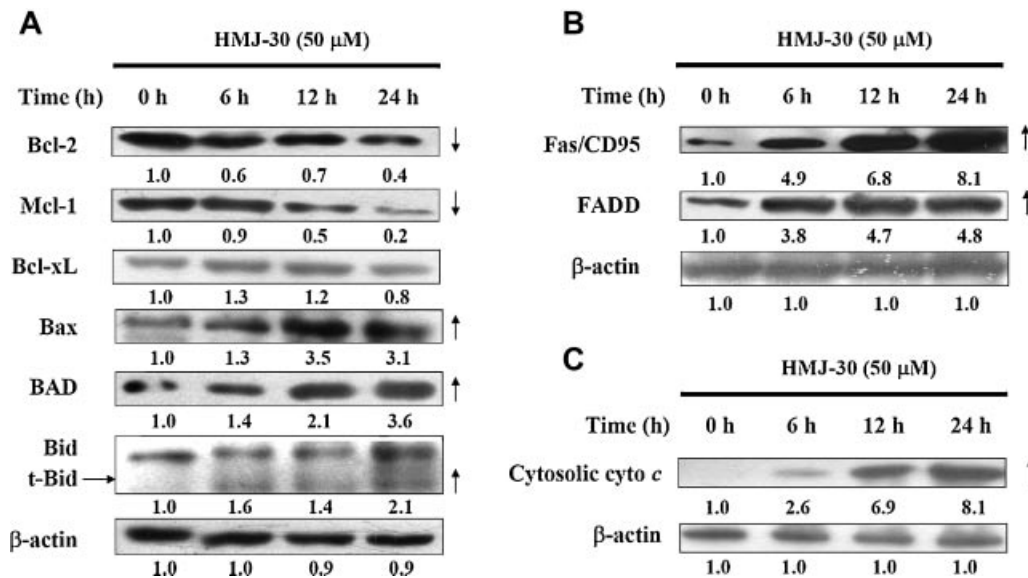 A
HMJ-30 (50 μM)
Time (h) 0 h 6 h 12 h 24 h
Bcl-2 ↓
1.0 0.6 0.7 0.4
Mcl-1 ↓
1.0 0.9 0.5 0.2
Bcl-xL
1.0 1.3 1.2 0.8
Bax ↑
1.0 1.3 3.5 3.1
BAD ↑
1.0 1.4 2.1 3.6
Bid
t-Bid → ↑
1.0 1.6 1.4 2.1
β-actin
1.0 1.0 0.9 0.9
B
HMJ-30 (50 μM)
Time (h) 0 h 6 h 12 h 24 h
Fas/CD95 ↑
1.0 4.9 6.8 8.1
FADD ↑
1.0 3.8 4.7 4.8
β-actin
1.0 1.0 1.0 1.0
C
HMJ-30 (50 μM)
Time (h) 0 h 6 h 12 h 24 h
Cytosolic cyto c ↑
1.0 2.6 6.9 8.1
β-actin
1.0 1.0 1.0 1.0